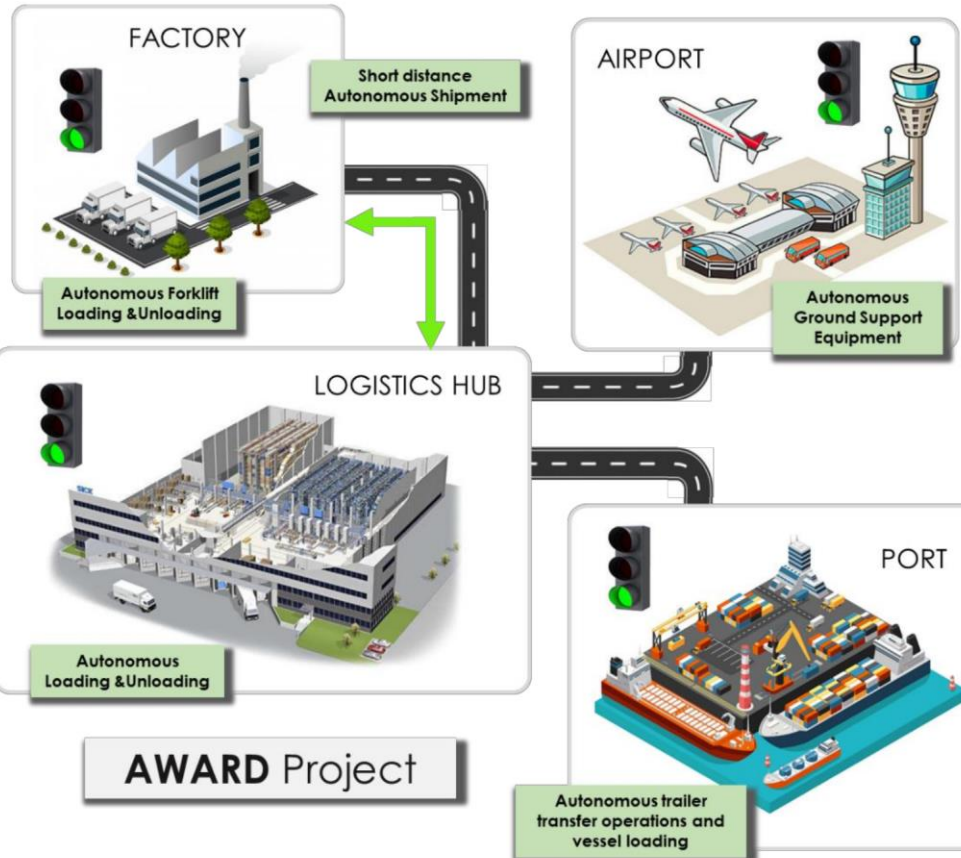 FACTORY
Short distance
Autonomous Shipment
AIRPORT
Autonomous Forklift
Loading &Unloading
Autonomous
Ground Support
Equipment
LOGISTICS HUB
SICK
PORT
Autonomous
Loading &Unloading
AWARD Project
Autonomous trailer
transfer operations and
vessel loading